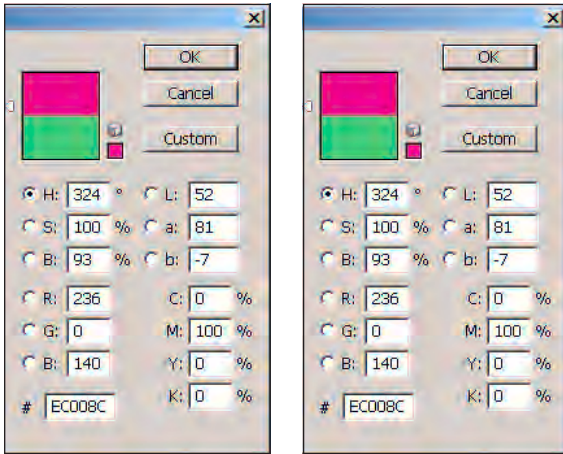 OK
Cancel
Custom
H: 324 ° L: 52
S: 100 % a: 81
B: 93 % b: -7
R: 236 C: 0 %
G: 0 M: 100 %
B: 140 Y: 0 %
K: 0 %
# EC008C
OK
Cancel
Custom
H: 324 ° L: 52
S: 100 % a: 81
B: 93 % b: -7
R: 236 C: 0 %
G: 0 M: 100 %
B: 140 Y: 0 %
K: 0 %
# EC008C